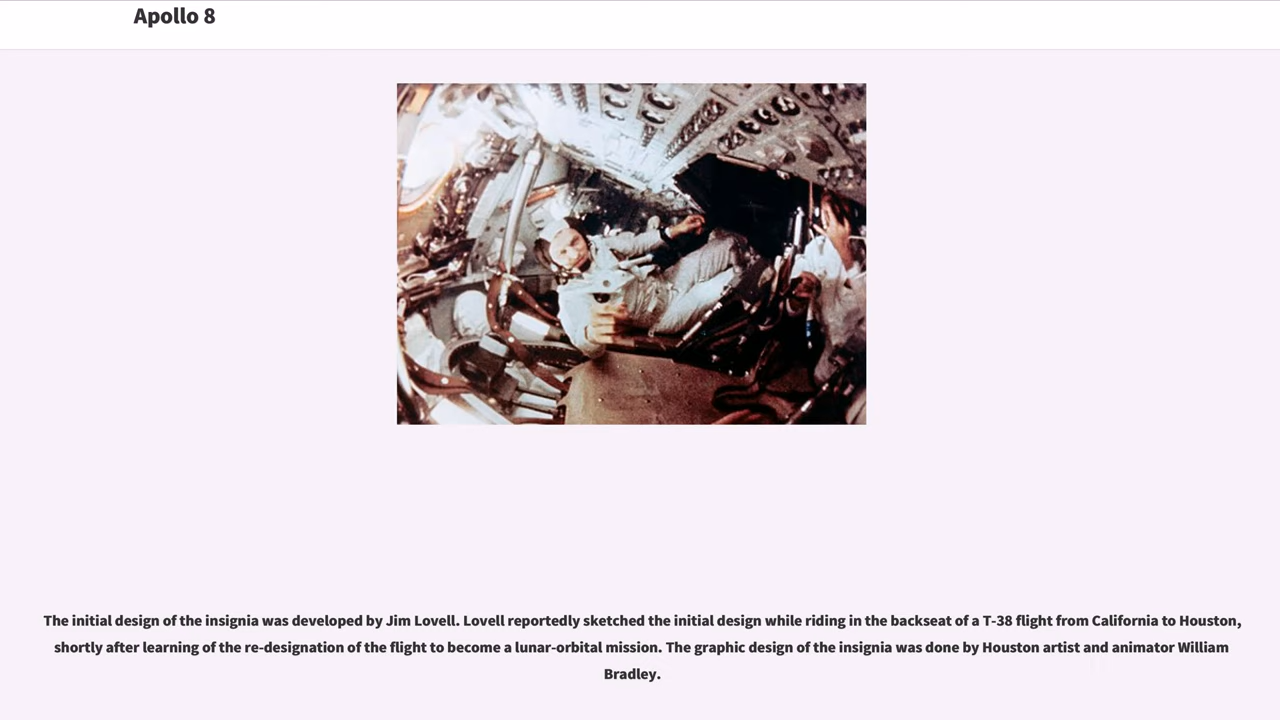 Apollo 8
The initial design of the insignia was developed by Jim Lovell. Lovell reportedly sketched the initial design while riding in the backseat of a T-38 flight from California to Houston,
shortly after learning of the re-designation of the flight to become a lunar-orbital mission. The graphic design of the insignia was done by Houston artist and animator William
Bradley.